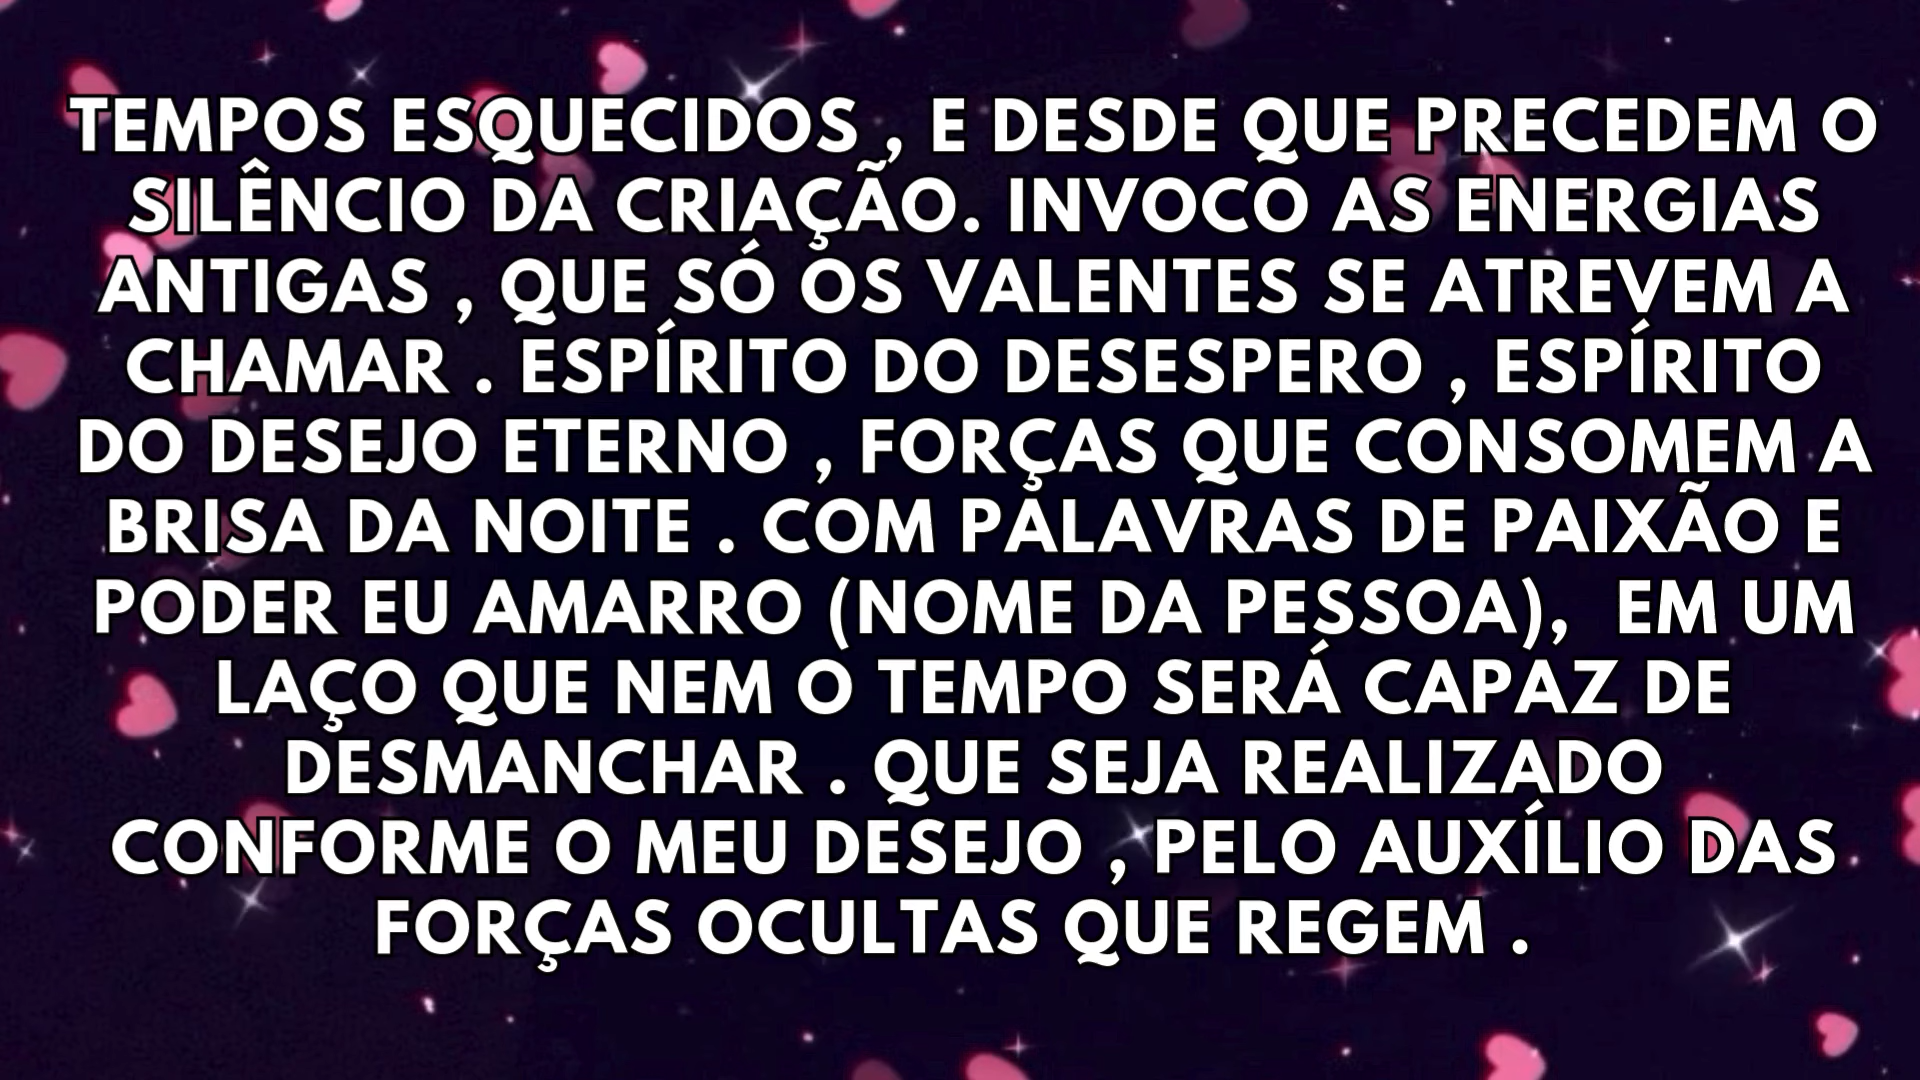 TEMPOS ESQUECIDOS , E DESDE QUE PRECEDEM O
SILÊNCIO DA CRIAÇÃO. INVOCO AS ENERGIAS
ANTIGAS , QUE SÓ OS VALENTES SE ATREVEM A
CHAMAR . ESPÍRITO DO DESESPERO , ESPÍRITO
DO DESEJO ETERNO , FORÇAS QUE CONSOMEM A
BRISA DA NOITE . COM PALAVRAS DE PAIXÃO E
PODER EU AMARRO (NOME DA PESSOA),  EM UM
LAÇO QUE NEM O TEMPO SERÁ CAPAZ DE
DESMANCHAR . QUE SEJA REALIZADO
CONFORME O MEU DESEJO , PELO AUXÍLIO DAS
FORÇAS OCULTAS QUE REGEM .